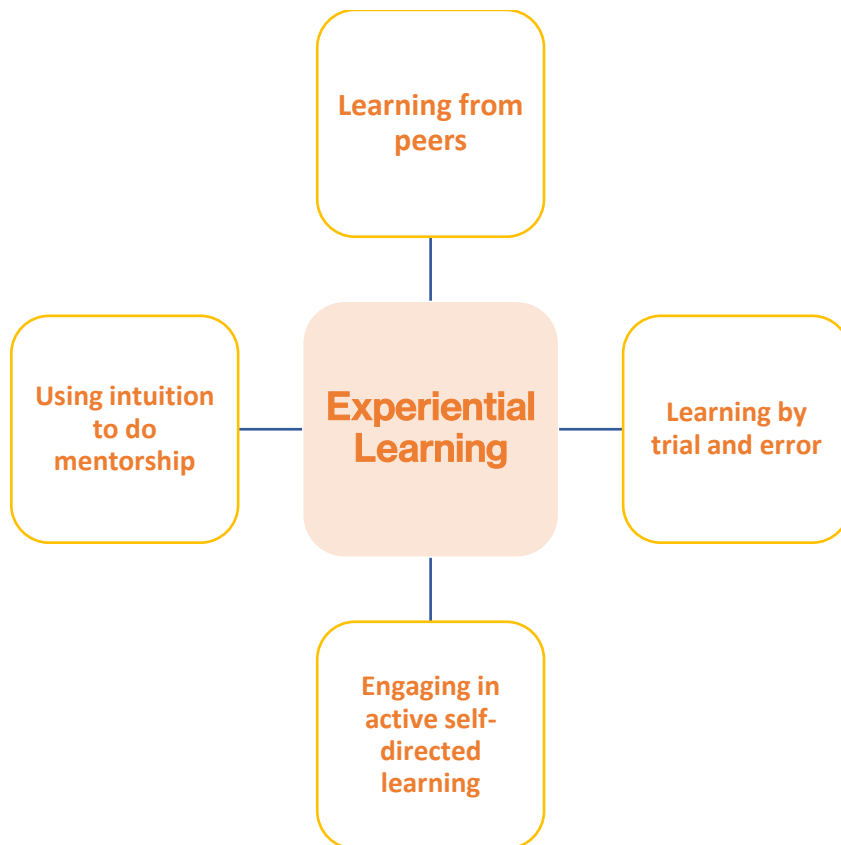 Learning from
peers
Using intuition
to do
mentorship
Experiential
Learning
Learning by
trial and error
Engaging in
active self-
directed
learning